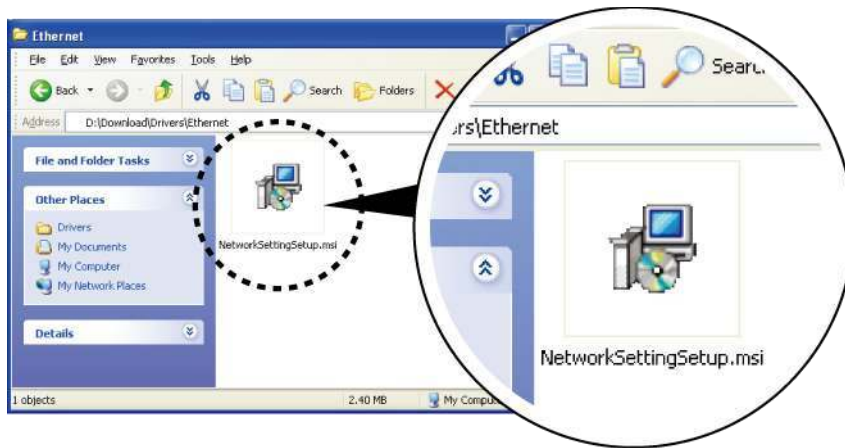 Ethernet
File Edit View Favorites Tools Help
Back Search Folders
Address D:\Download\Drivers\Ethernet
File and Folder Tasks
Other Places
Drivers
My Documents
My Computer
My Network Places
Details
NetworkSettingSetup.msi
1 objects 2.40 MB My Comput
Sear
rs\Ethernet
NetworkSettingSetup.msi